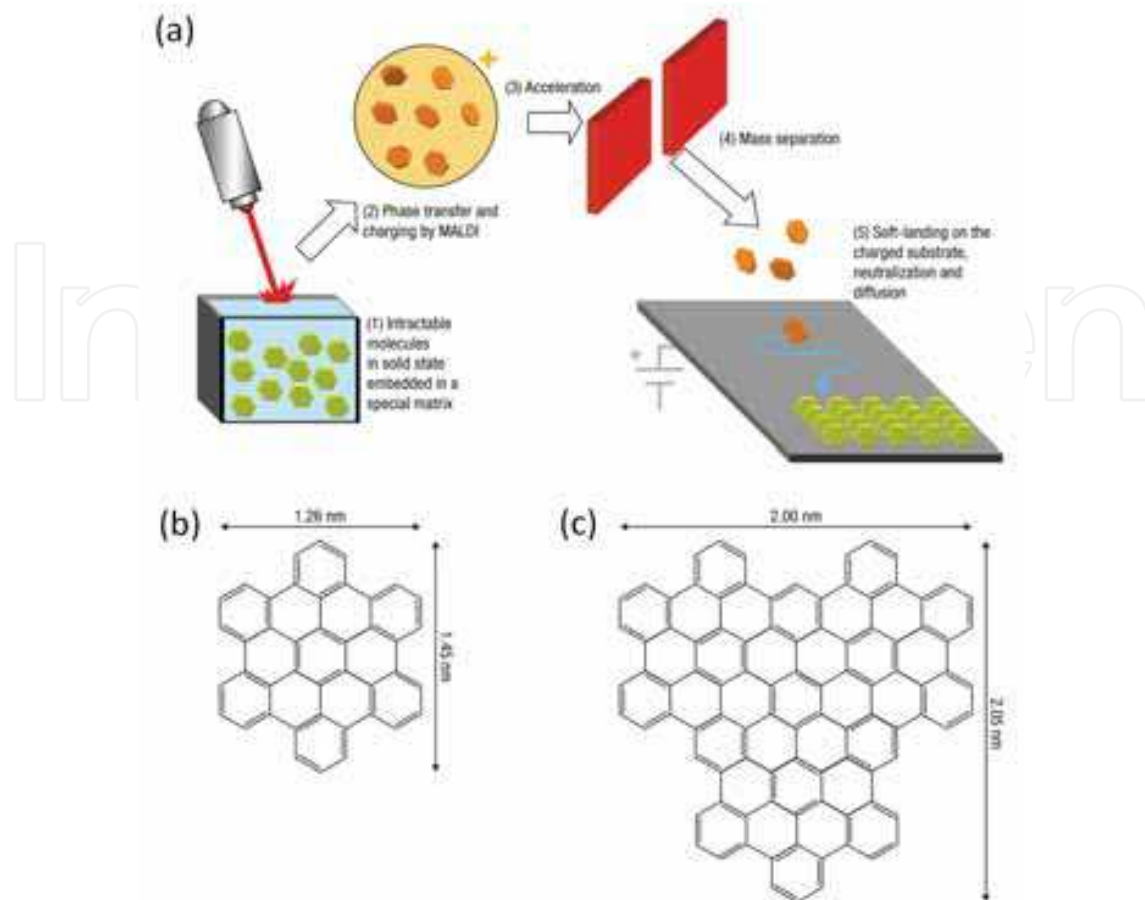 (a)
(3) Acceleration
(4) Mass separation
(2) Phase transfer and
charging by MALDI
(5) Soft-landing on the
charged substrate,
neutralization and
diffusion
(1) Intractable
molecules
in solid state
embedded in a
special matrix
(b)
1.26 nm
1.45 nm
(c)
2.00 nm
2.05 nm